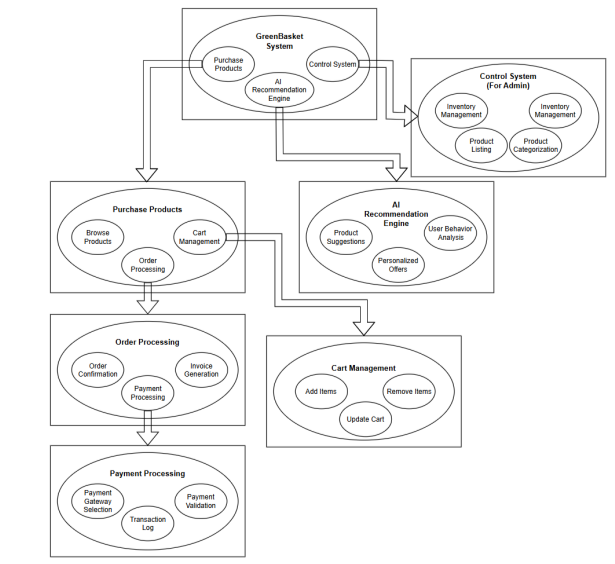 GreenBasket
System
Purchase
Products
Control System
AI
Recommendation
Engine
Control System
(For Admin)
Inventory
Management
Inventory
Management
Product
Listing
Product
Categorization
Purchase Products
Browse
Products
Cart
Management
Order
Processing
AI
Recommendation
Engine
Product
Suggestions
User Behavior
Analysis
Personalized
Offers
Order Processing
Order
Confirmation
Invoice
Generation
Payment
Processing
Cart Management
Add Items
Remove Items
Update Cart
Payment Processing
Payment
Gateway
Selection
Payment
Validation
Transaction
Log